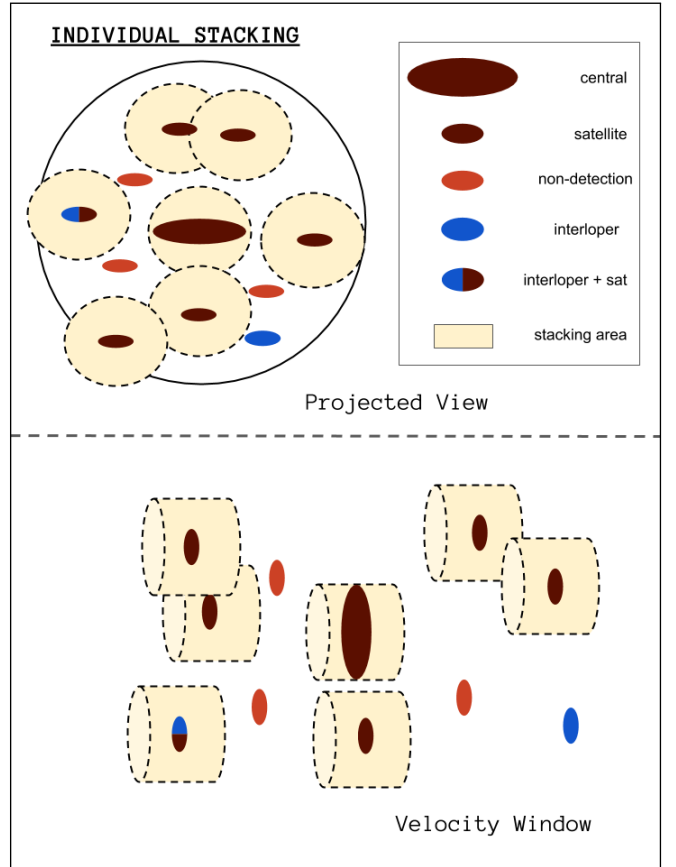 INDIVIDUAL STACKING
central
satellite
non-detection
interloper
interloper + sat
stacking area
Projected View
Velocity Window